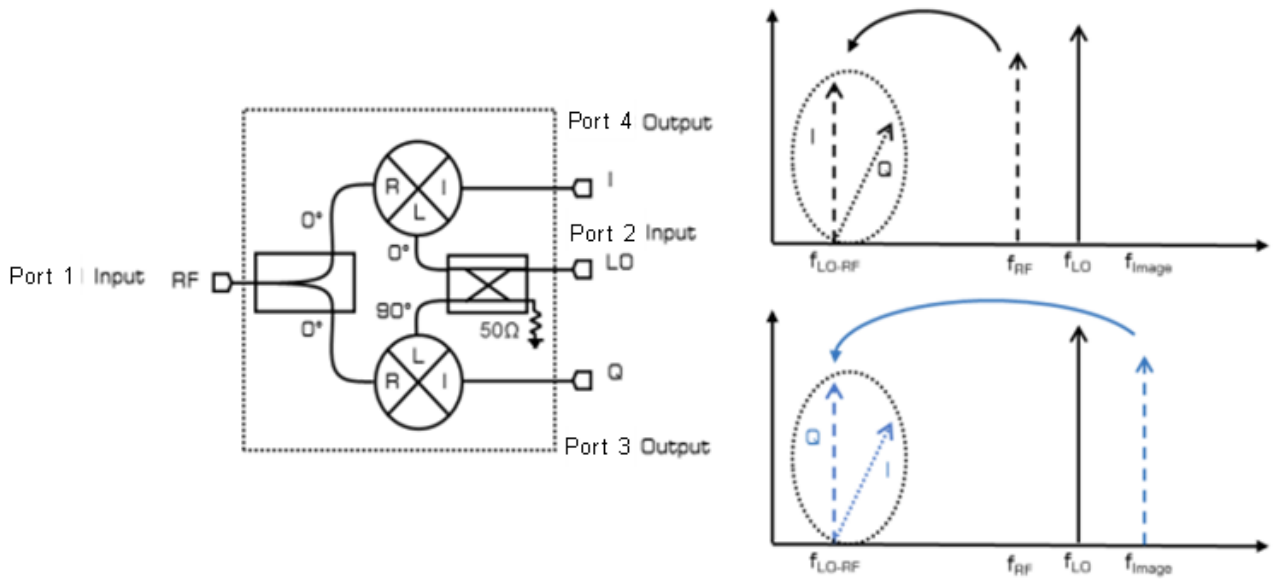 Port 4 Output
R
I
L
I
0°
Port 2 Input
0°
LO
Port 1 Input
RF
90°
50Ω
0°
L
R
I
Q
Port 3 Output
I
Q
fLO-RF
fRF
fLO
fImage
Q
I
fLO-RF
fRF
fLO
fImage